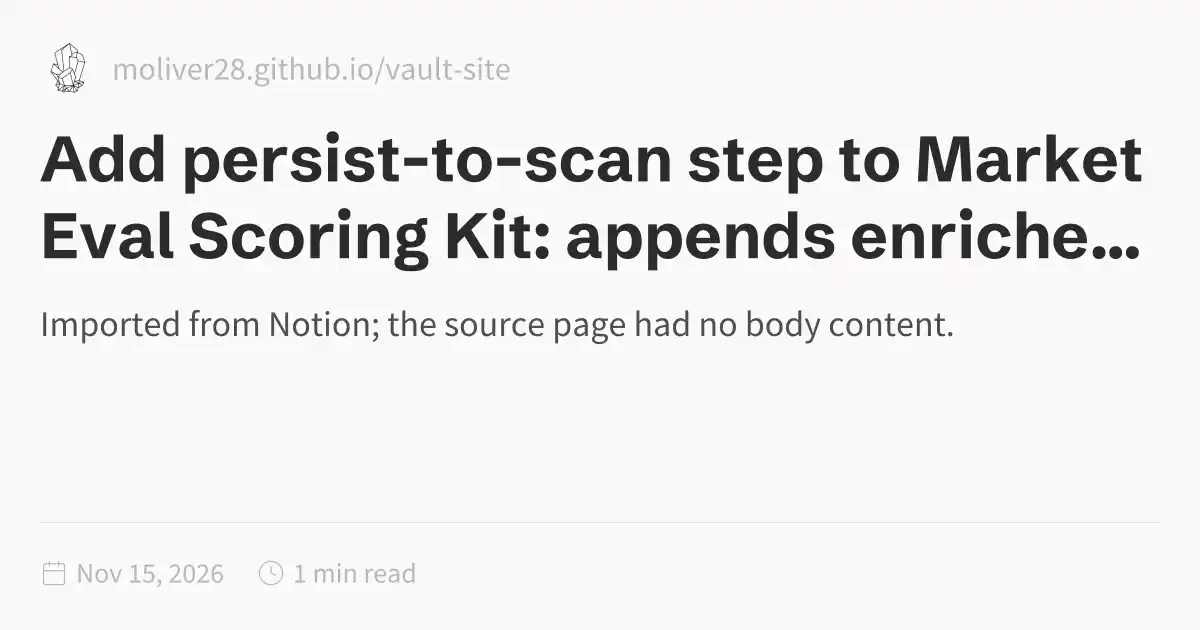 moliver28.github.io/vault-site
Add persist-to-scan step to Market
Eval Scoring Kit: appends enriche...
Imported from Notion; the source page had no body content.
Nov 15, 2026 1 min read